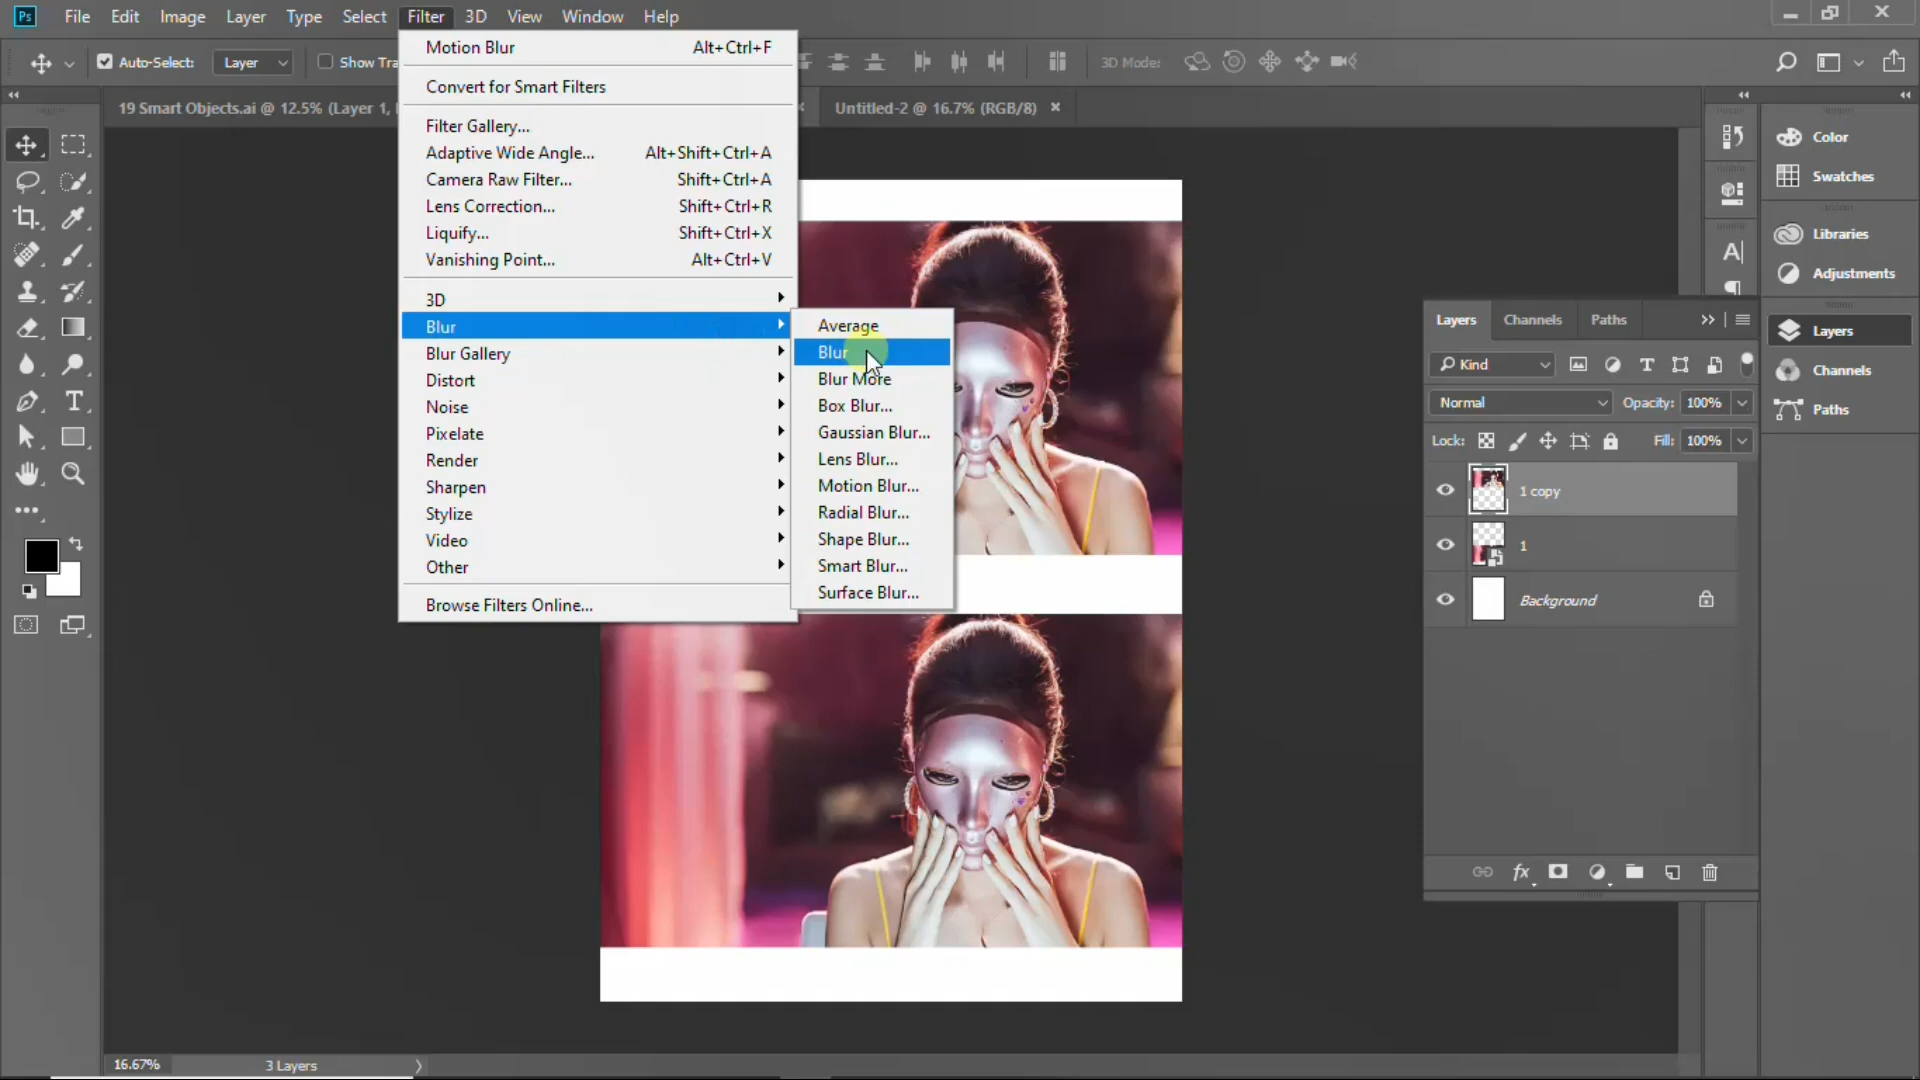 Ps File Edit Image Layer Type Select Filter 3D View Window Help
Auto-Select: Layer Show Tra 3D Mode:
19 Smart Objects.ai @ 12.5% (Layer 1, Untitled-2 @ 16.7% (RGB/8)
Motion Blur Alt+Ctrl+F
Convert for Smart Filters
Filter Gallery...
Adaptive Wide Angle... Alt+Shift+Ctrl+A
Camera Raw Filter... Shift+Ctrl+A
Lens Correction... Shift+Ctrl+R
Liquify... Shift+Ctrl+X
Vanishing Point... Alt+Ctrl+V
3D
Blur
Blur Gallery
Distort
Noise
Pixelate
Render
Sharpen
Stylize
Video
Other
Browse Filters Online...
Average
Blur
Blur More
Box Blur...
Gaussian Blur...
Lens Blur...
Motion Blur...
Radial Blur...
Shape Blur...
Smart Blur...
Surface Blur...
Color
Swatches
Libraries
Adjustments
Layers
Channels
Paths
Layers Channels Paths
Kind
Normal Opacity: 100%
Lock: Fill: 100%
1 copy
1
Background
fx
16.67% 3 Layers